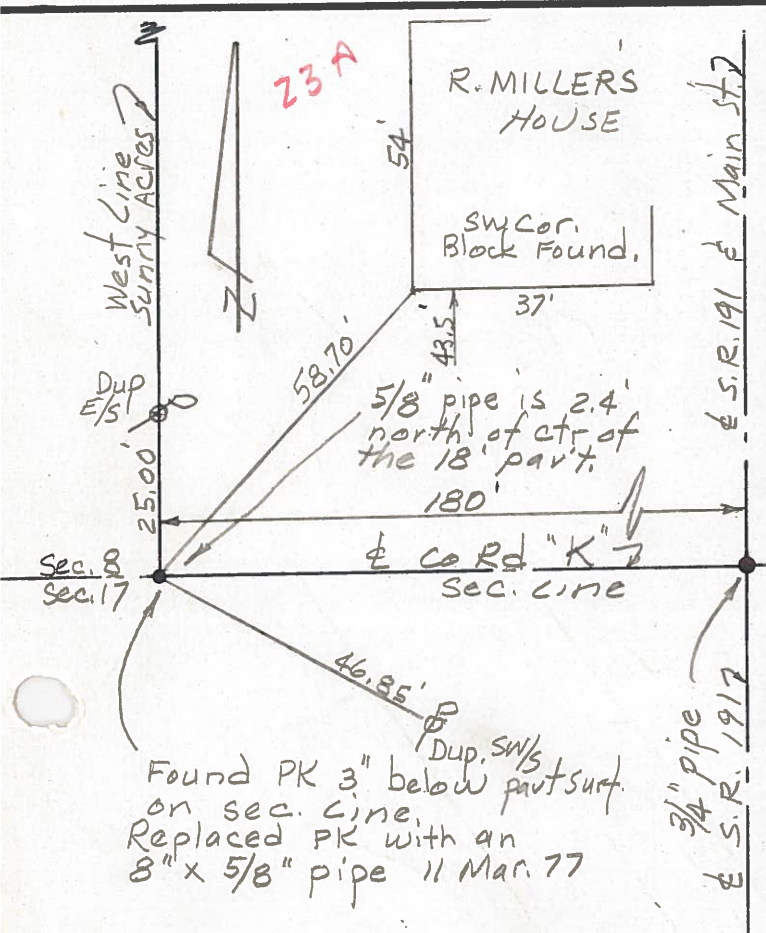 23 A
R. MILLER'S
HOUSE
54'
SW Cor.
Block Found.
37'
43.5'
West Line
Sunny Acres
℄ S.R. 191 ℄ Main St.
N
58.70'
Dup
E/S
25.00'
5/8" pipe is 2.4'
north of ctr of
the 18' pav't.
180'
℄ Co Rd "K"
Sec. Line
Sec. 8
Sec. 17
46.85'
P
Dup. SW/S
Found PK 3" below pav't surf.
on sec. Line.
Replaced PK with an
8" X 5/8" pipe 11 Mar. 77
3/4" pipe
℄ S.R. 191